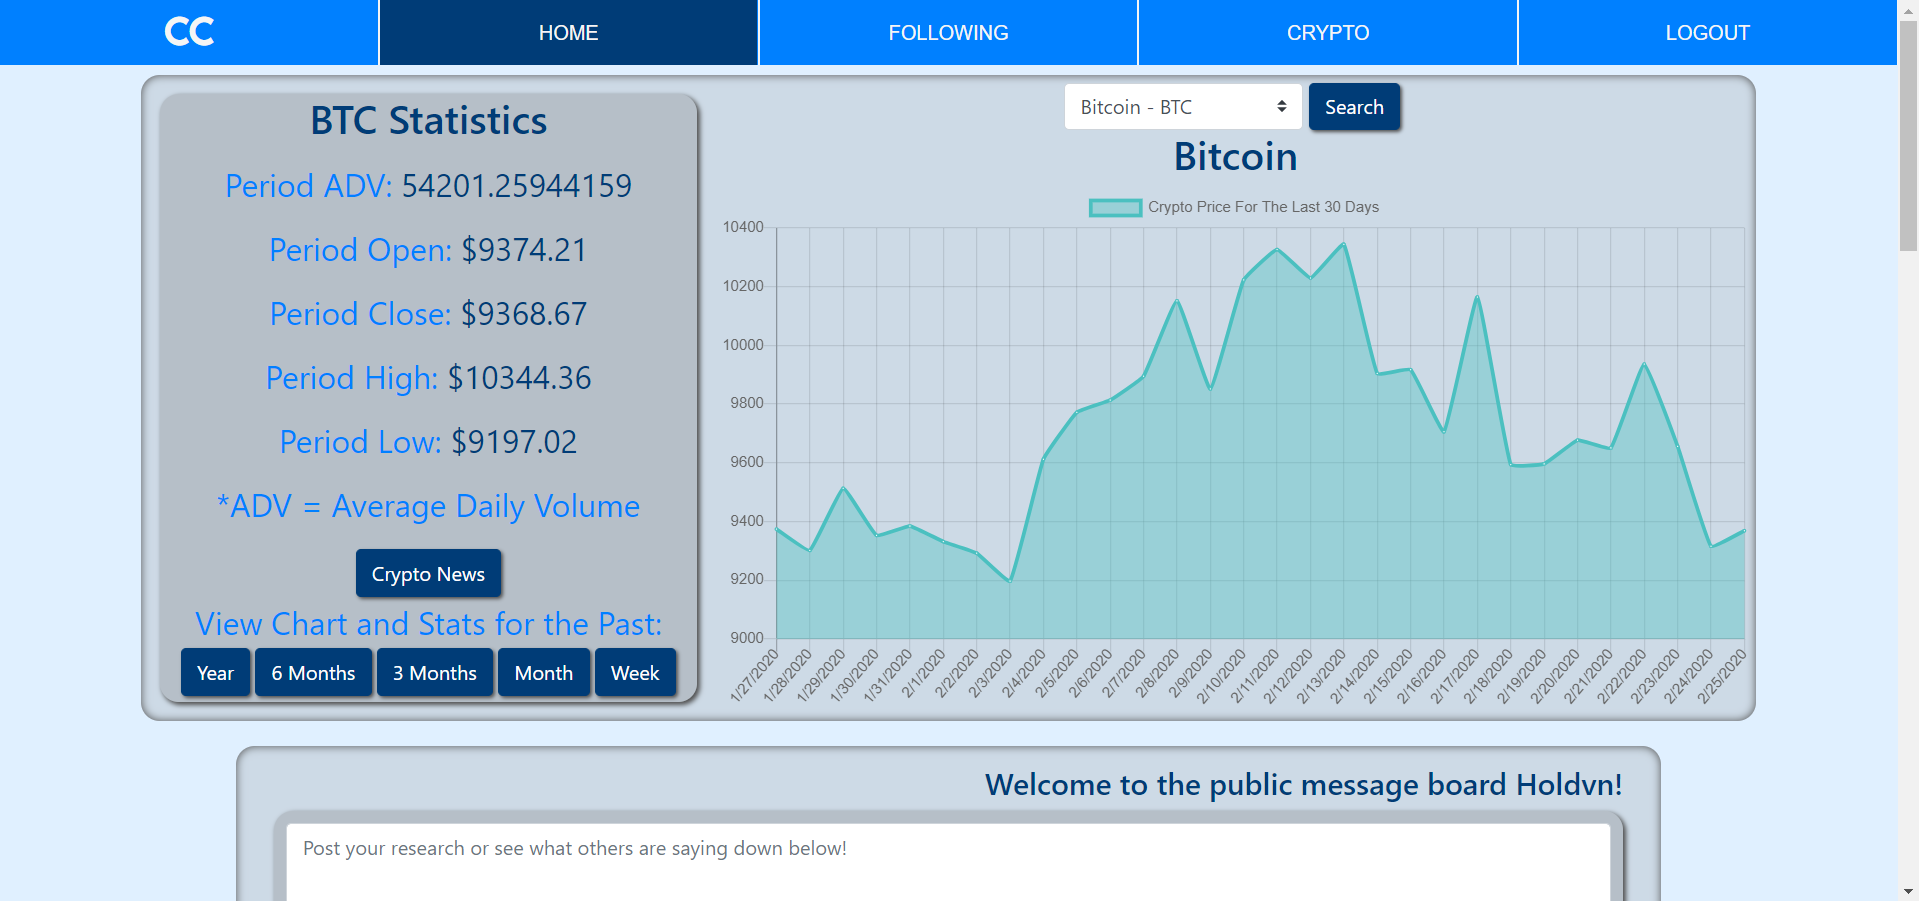 CC
HOME
FOLLOWING
CRYPTO
LOGOUT
BTC Statistics
Period ADV: 54201.25944159
Period Open: $9374.21
Period Close: $9368.67
Period High: $10344.36
Period Low: $9197.02
*ADV = Average Daily Volume
Crypto News
View Chart and Stats for the Past:
Year
6 Months
3 Months
Month
Week
Bitcoin - BTC
Search
Bitcoin
Crypto Price For The Last 30 Days
10400
10200
10000
9800
9600
9400
9200
9000
1/27/2020
1/28/2020
1/29/2020
1/30/2020
1/31/2020
2/1/2020
2/2/2020
2/3/2020
2/4/2020
2/5/2020
2/6/2020
2/7/2020
2/8/2020
2/9/2020
2/10/2020
2/11/2020
2/12/2020
2/13/2020
2/14/2020
2/15/2020
2/16/2020
2/17/2020
2/18/2020
2/19/2020
2/20/2020
2/21/2020
2/22/2020
2/23/2020
2/24/2020
2/25/2020
Welcome to the public message board Holdvn!
Post your research or see what others are saying down below!